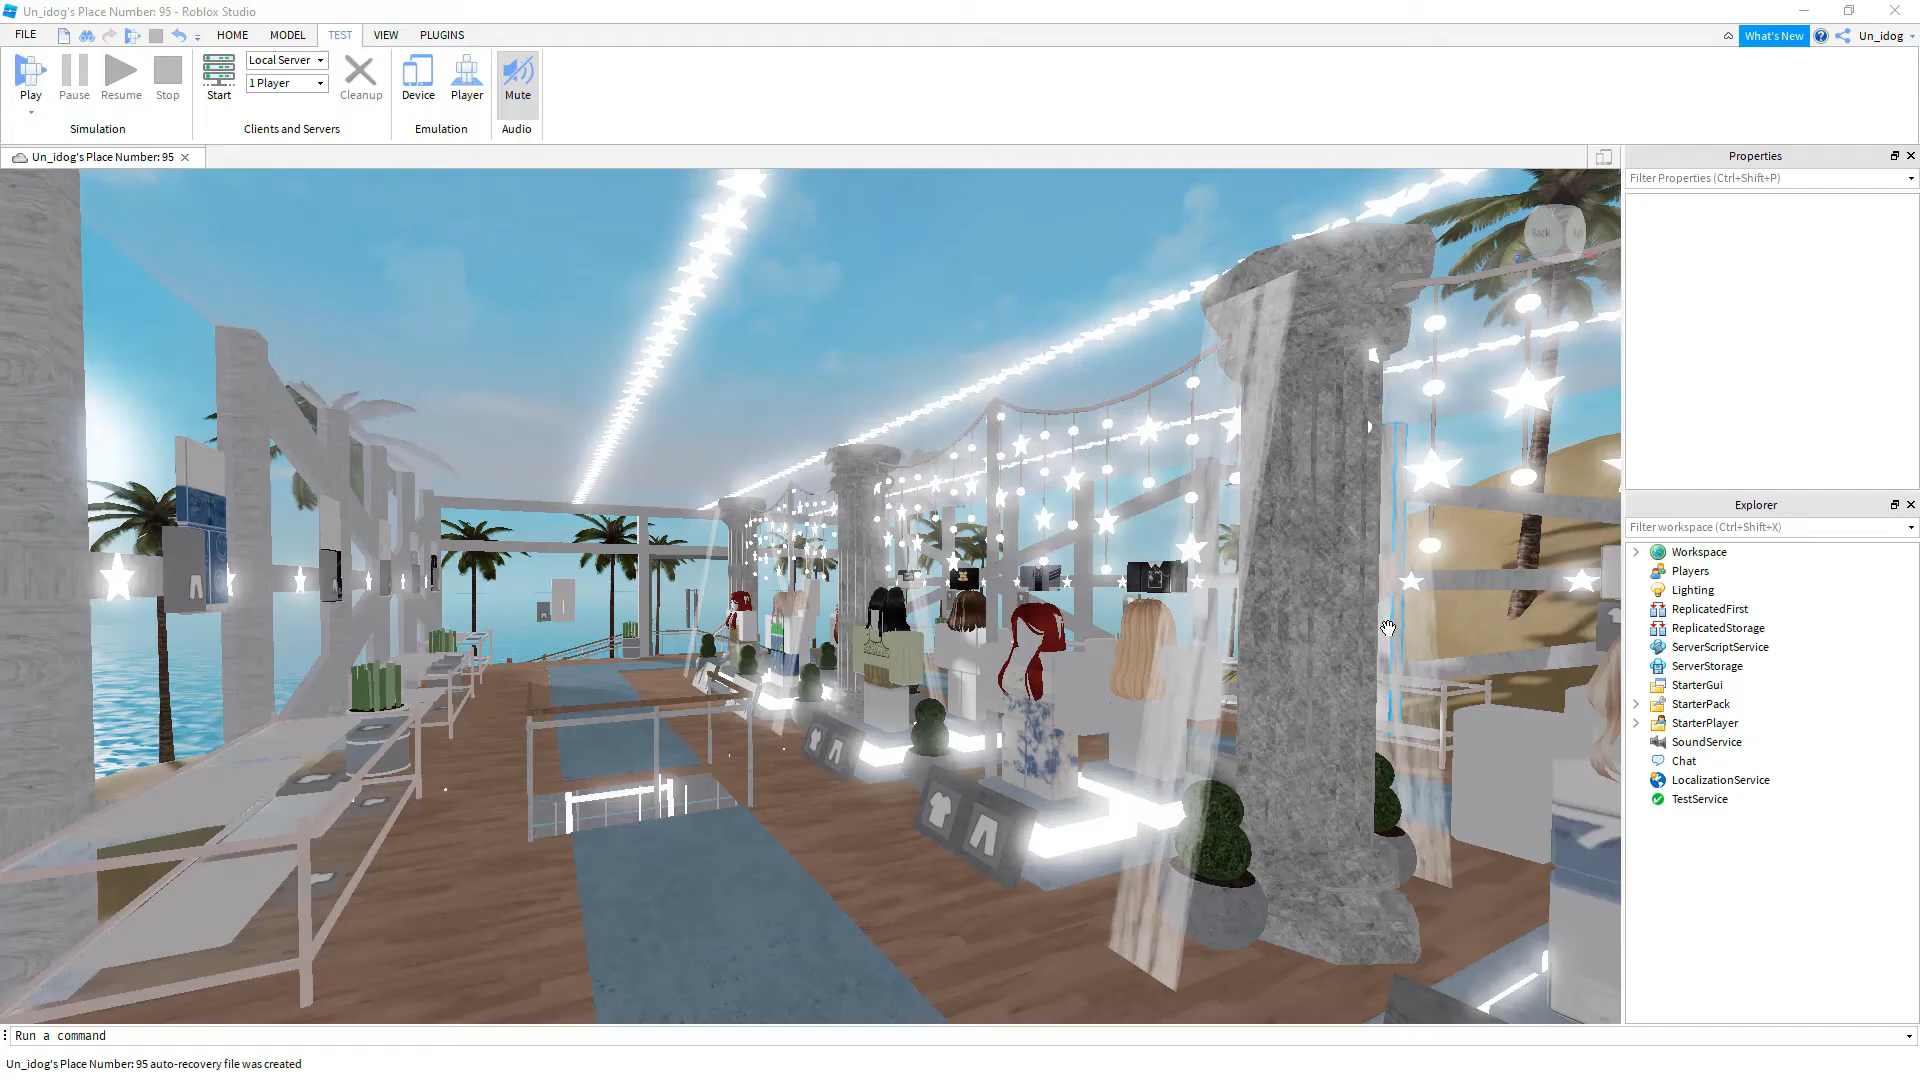 Un_idog's Place Number: 95 - Roblox Studio
FILE
HOME
MODEL
TEST
VIEW
PLUGINS
What's New
Un_idog
Play
Pause
Resume
Stop
Start
Local Server
1 Player
Cleanup
Device
Player
Mute
Simulation
Clients and Servers
Emulation
Audio
Un_idog's Place Number: 95
Properties
Filter Properties (Ctrl+Shift+P)
Back
Explorer
Filter workspace (Ctrl+Shift+X)
Workspace
Players
Lighting
ReplicatedFirst
ReplicatedStorage
ServerScriptService
ServerStorage
StarterGui
StarterPack
StarterPlayer
SoundService
Chat
LocalizationService
TestService
Run a command
Un_idog's Place Number: 95 auto-recovery file was created